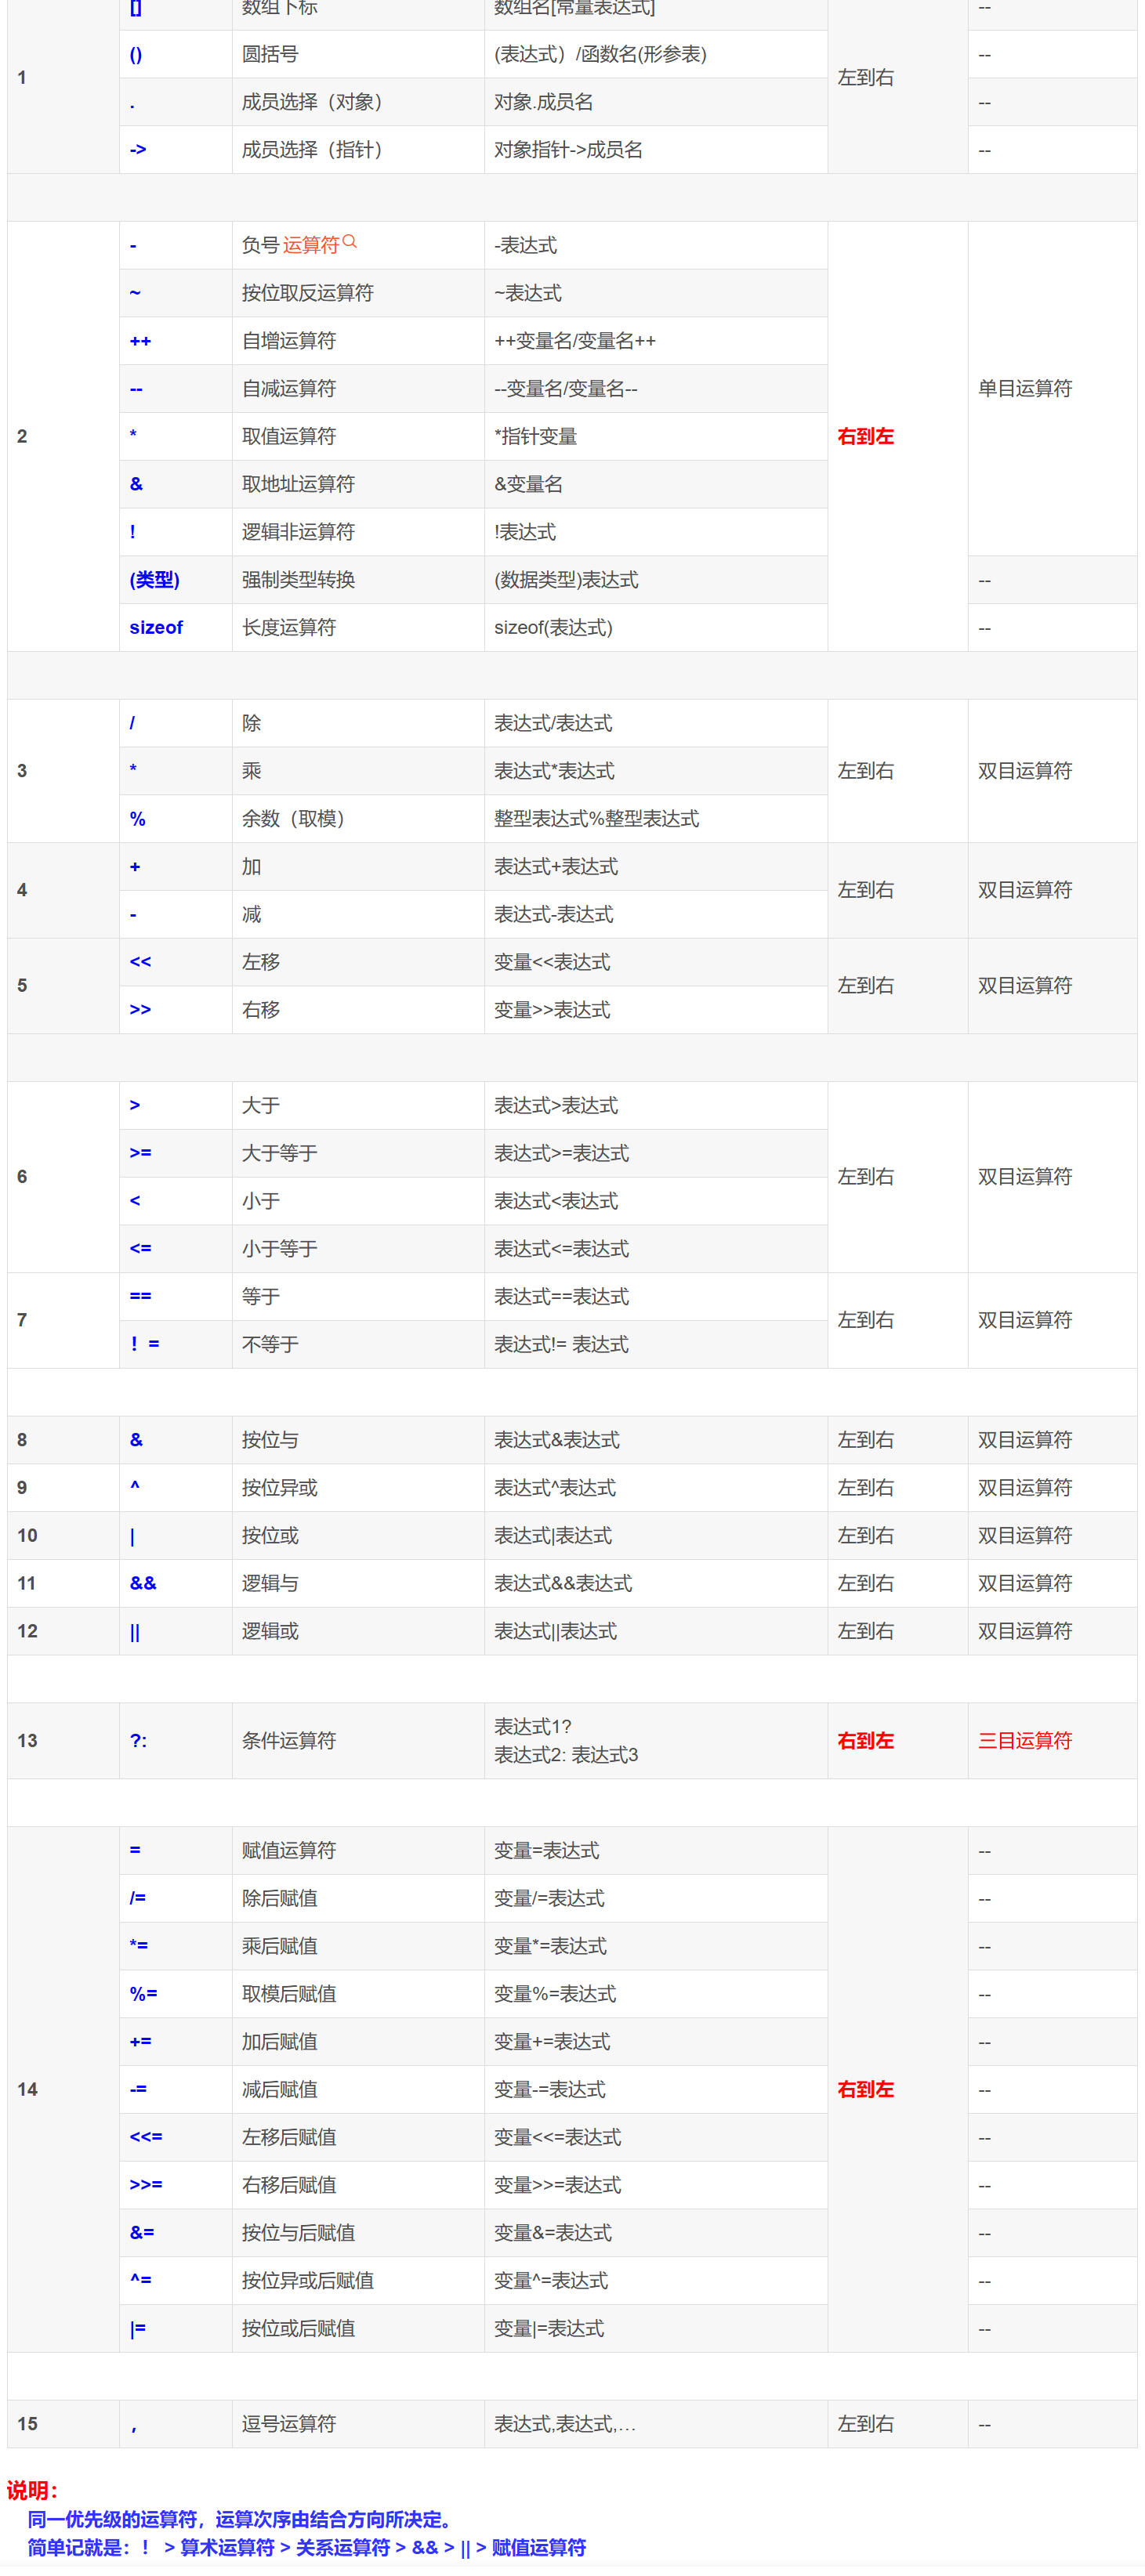 [] 数组下标 数组名[常量表达式] --
() 圆括号 (表达式）/函数名(形参表) --
1 左到右
. 成员选择（对象） 对象.成员名 --
-> 成员选择（指针） 对象指针->成员名 --
- 负号 运算符 -表达式
~ 按位取反运算符 ~表达式
++ 自增运算符 ++变量名/变量名++
-- 自减运算符 --变量名/变量名-- 单目运算符
2 * 取值运算符 *指针变量 右到左
& 取地址运算符 &变量名
! 逻辑非运算符 !表达式
(类型) 强制类型转换 (数据类型)表达式 --
sizeof 长度运算符 sizeof(表达式) --
/ 除 表达式/表达式
3 * 乘 表达式*表达式 左到右 双目运算符
% 余数（取模） 整型表达式%整型表达式
+ 加 表达式+表达式
4 左到右 双目运算符
- 减 表达式-表达式
<< 左移 变量<<表达式
5 左到右 双目运算符
>> 右移 变量>>表达式
> 大于 表达式>表达式
>= 大于等于 表达式>=表达式
6 左到右 双目运算符
< 小于 表达式<表达式
<= 小于等于 表达式<=表达式
== 等于 表达式==表达式
7 左到右 双目运算符
！= 不等于 表达式!= 表达式
8 & 按位与 表达式&表达式 左到右 双目运算符
9 ^ 按位异或 表达式^表达式 左到右 双目运算符
10 | 按位或 表达式|表达式 左到右 双目运算符
11 && 逻辑与 表达式&&表达式 左到右 双目运算符
12 || 逻辑或 表达式||表达式 左到右 双目运算符
表达式1?
13 ?: 条件运算符 右到左 三目运算符
表达式2: 表达式3
= 赋值运算符 变量=表达式 --
/= 除后赋值 变量/=表达式 --
*= 乘后赋值 变量*=表达式 --
%= 取模后赋值 变量%=表达式 --
+= 加后赋值 变量+=表达式 --
14 -= 减后赋值 变量-=表达式 右到左 --
<<= 左移后赋值 变量<<=表达式 --
>>= 右移后赋值 变量>>=表达式 --
&= 按位与后赋值 变量&=表达式 --
^= 按位异或后赋值 变量^=表达式 --
|= 按位或后赋值 变量|=表达式 --
15 , 逗号运算符 表达式,表达式,… 左到右 --
说明：
同一优先级的运算符，运算次序由结合方向所决定。
简单记就是：！ > 算术运算符 > 关系运算符 > && > || > 赋值运算符